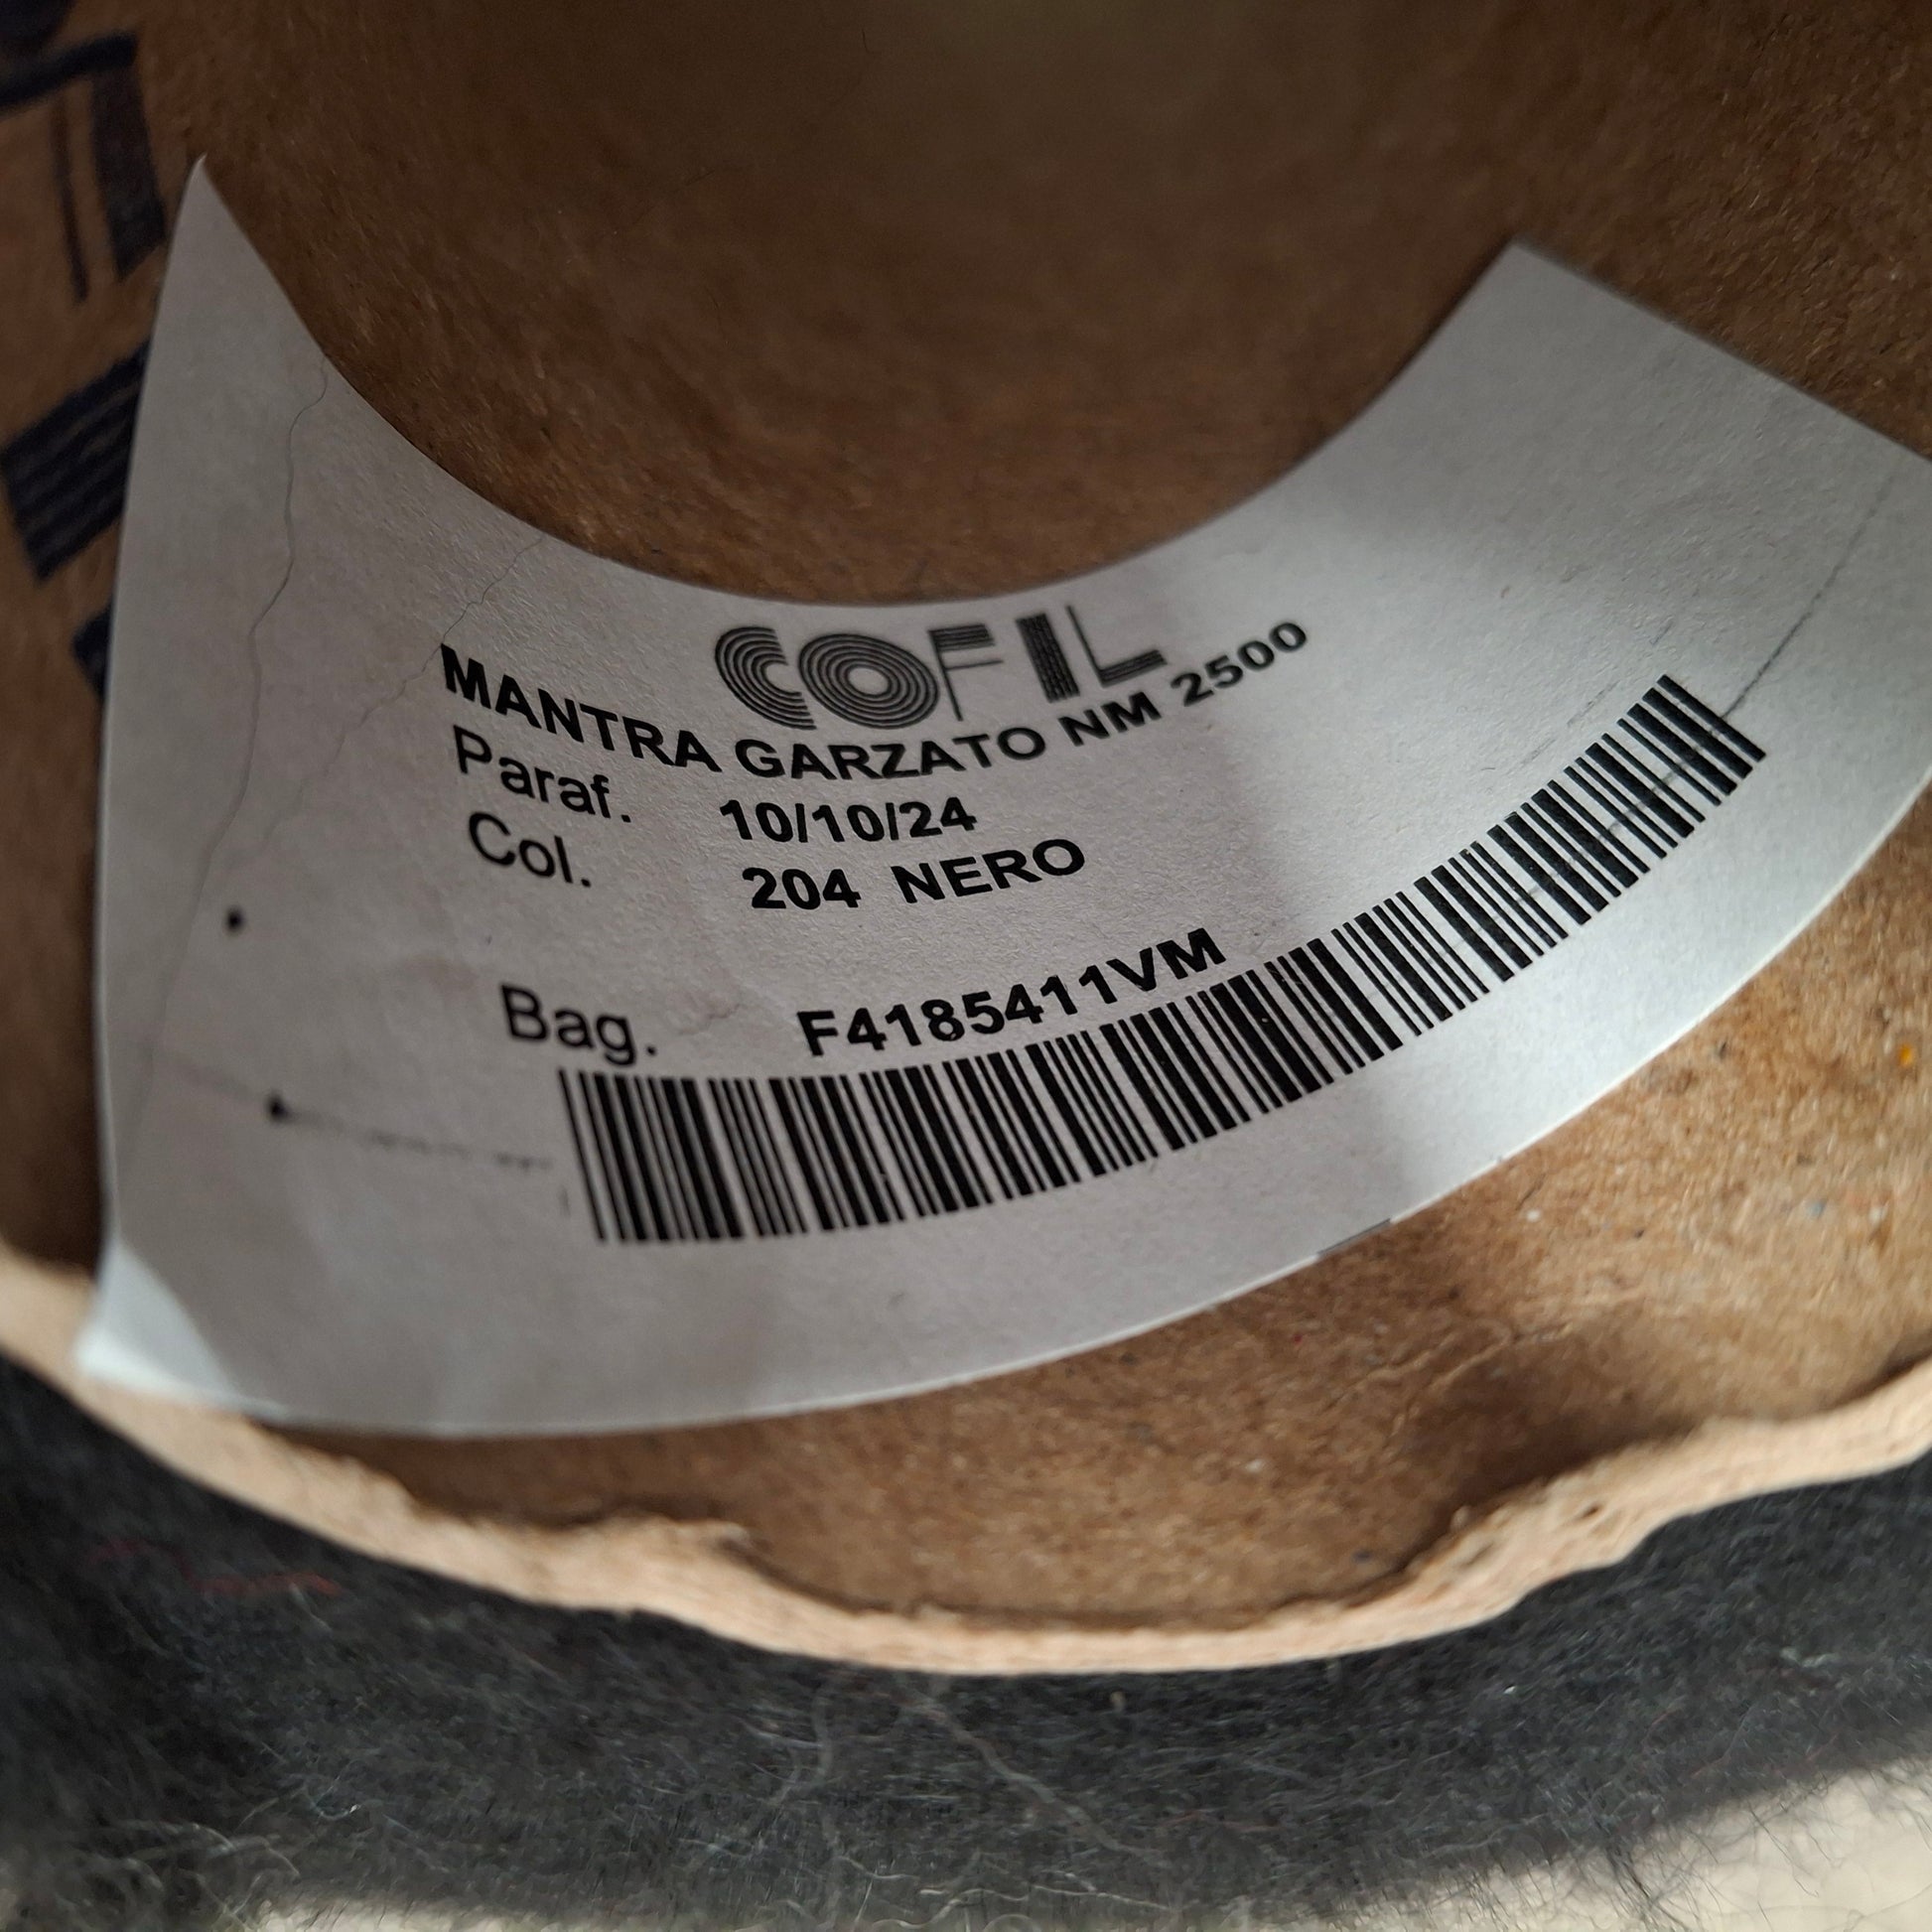 COFIL
MANTRA GARZATO NM 2500
Paraf. 10/10/24
Col. 204 NERO
Bag. F4185411VM